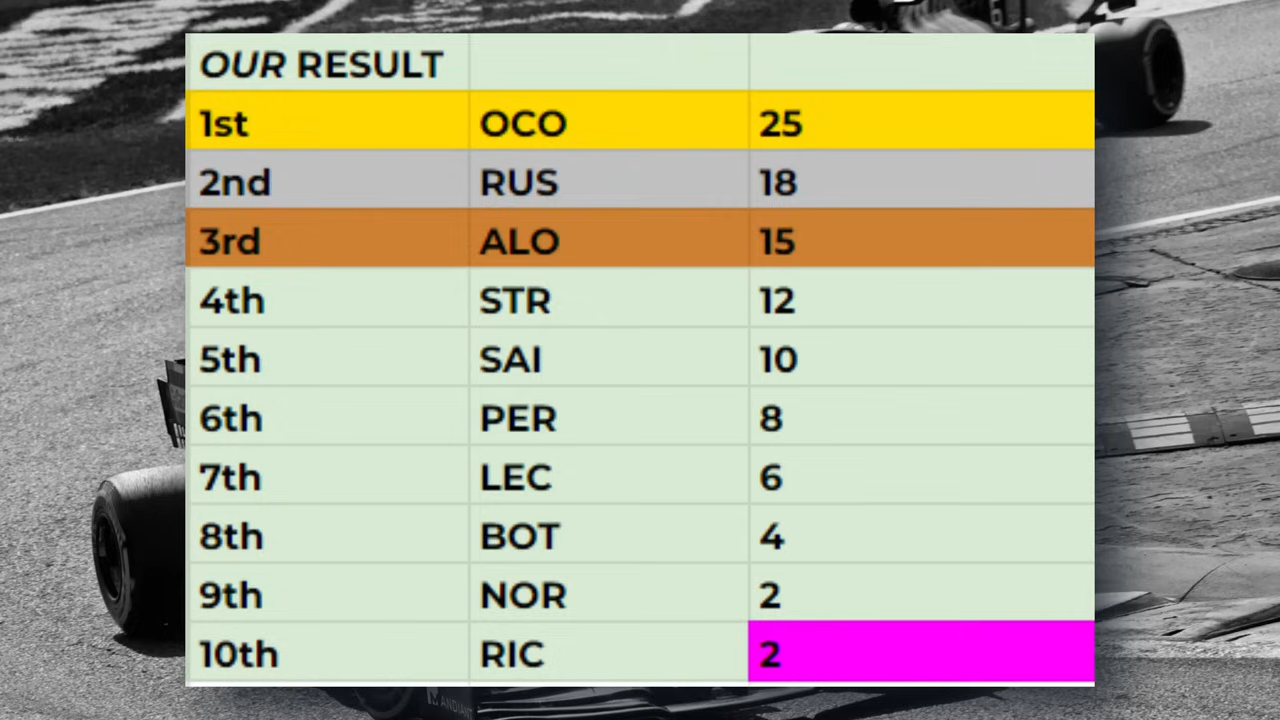 OUR RESULT
1st OCO 25
2nd RUS 18
3rd ALO 15
4th STR 12
5th SAI 10
6th PER 8
7th LEC 6
8th BOT 4
9th NOR 2
10th RIC 2